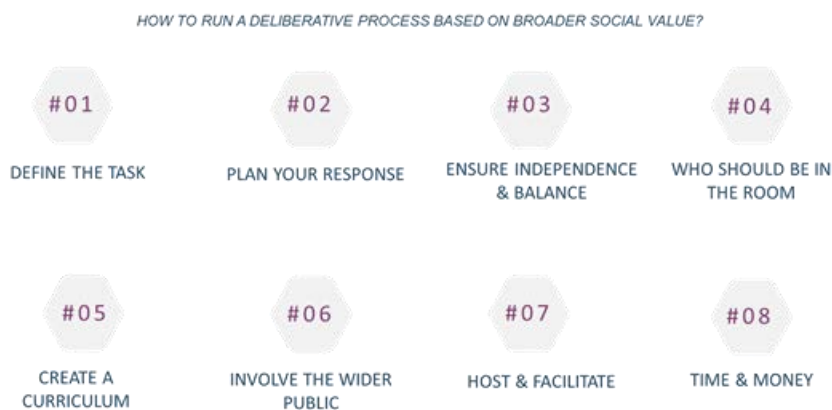 HOW TO RUN A DELIBERATIVE PROCESS BASED ON BROADER SOCIAL VALUE?
#01
DEFINE THE TASK
#02
PLAN YOUR RESPONSE
#03
ENSURE INDEPENDENCE
& BALANCE
#04
WHO SHOULD BE IN
THE ROOM
#05
CREATE A
CURRICULUM
#06
INVOLVE THE WIDER
PUBLIC
#07
HOST & FACILITATE
#08
TIME & MONEY